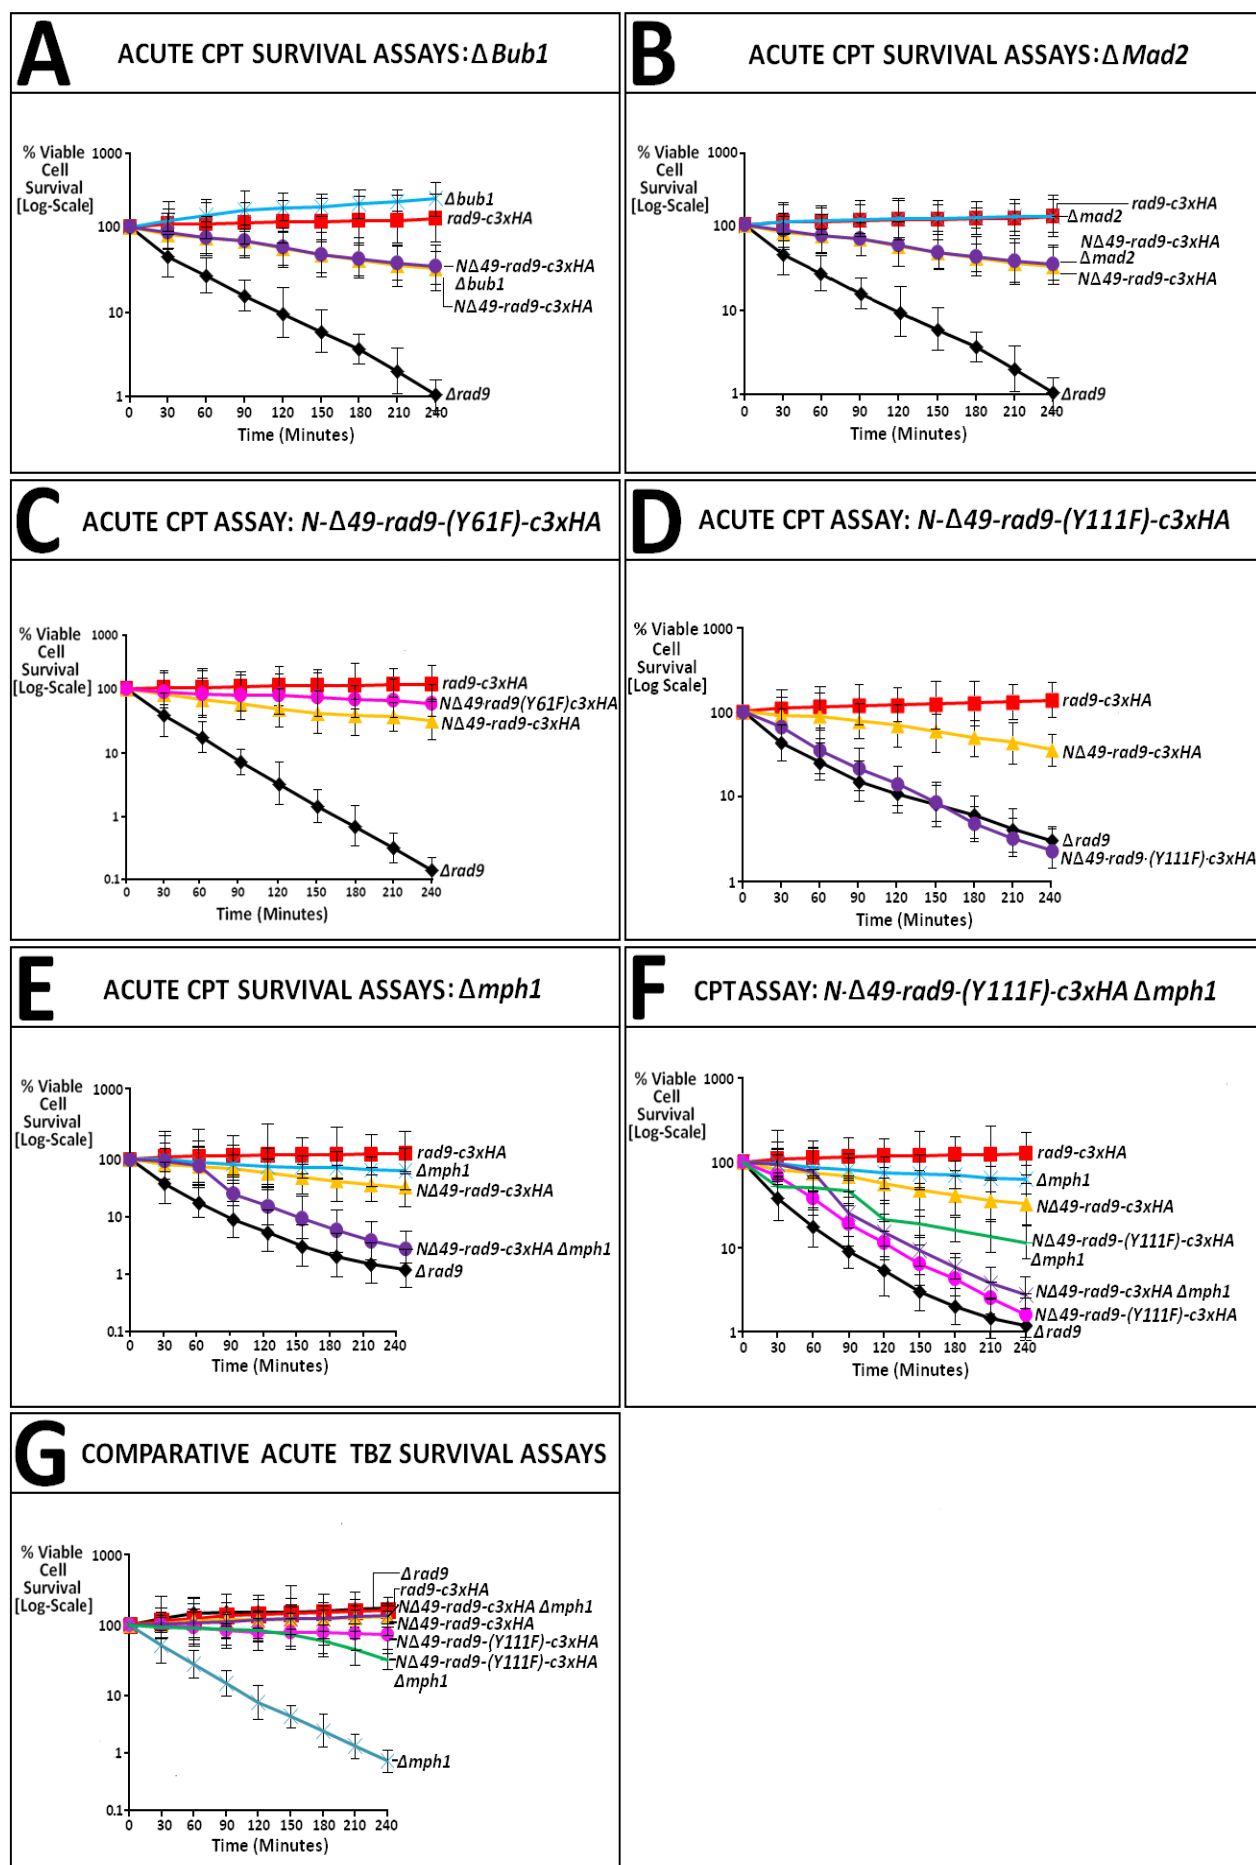 A ACUTE CPT SURVIVAL ASSAYS: Δ Bub1
% Viable
Cell
Survival
[Log-Scale]
1000
100
10
1
0 30 60 90 120 150 180 210 240
Time (Minutes)
Δbub1
rad9-c3xHA
NΔ49-rad9-c3xHA
Δbub1
NΔ49-rad9-c3xHA
Δrad9
B ACUTE CPT SURVIVAL ASSAYS: Δ Mad2
% Viable
Cell
Survival
[Log-Scale]
1000
100
10
1
0 30 60 90 120 150 180 210 240
Time (Minutes)
rad9-c3xHA
Δmad2
NΔ49-rad9-c3xHA
Δmad2
NΔ49-rad9-c3xHA
Δrad9
C ACUTE CPT ASSAY: N-Δ49-rad9-(Y61F)-c3xHA
% Viable
Cell
Survival
[Log-Scale]
1000
100
10
1
0.1
0 30 60 90 120 150 180 210 240
Time (Minutes)
rad9-c3xHA
NΔ49rad9(Y61F)c3xHA
NΔ49-rad9-c3xHA
Δrad9
D ACUTE CPT ASSAY: N-Δ49-rad9-(Y111F)-c3xHA
% Viable
Cell
Survival
[Log Scale]
1000
100
10
1
0 30 60 90 120 150 180 210 240
Time (Minutes)
rad9-c3xHA
NΔ49-rad9-c3xHA
Δrad9
NΔ49-rad9-(Y111F)-c3xHA
E ACUTE CPT SURVIVAL ASSAYS: Δmph1
% Viable
Cell
Survival
[Log-Scale]
1000
100
10
1
0.1
0 30 60 90 120 150 180 210 240
Time (Minutes)
rad9-c3xHA
Δmph1
NΔ49-rad9-c3xHA
NΔ49-rad9-c3xHA Δmph1
Δrad9
F CPT ASSAY: N-Δ49-rad9-(Y111F)-c3xHA Δmph1
% Viable
Cell
Survival
[Log-Scale]
1000
100
10
1
0 30 60 90 120 150 180 210 240
Time (Minutes)
rad9-c3xHA
Δmph1
NΔ49-rad9-c3xHA
NΔ49-rad9-(Y111F)-c3xHA
Δmph1
NΔ49-rad9-c3xHA Δmph1
NΔ49-rad9-(Y111F)-c3xHA
Δrad9
G COMPARATIVE ACUTE TBZ SURVIVAL ASSAYS
% Viable
Cell
Survival
[Log-Scale]
1000
100
10
1
0.1
0 30 60 90 120 150 180 210 240
Time (Minutes)
Δrad9
rad9-c3xHA
NΔ49-rad9-c3xHA Δmph1
NΔ49-rad9-c3xHA
NΔ49-rad9-(Y111F)-c3xHA
NΔ49-rad9-(Y111F)-c3xHA
Δmph1
Δmph1